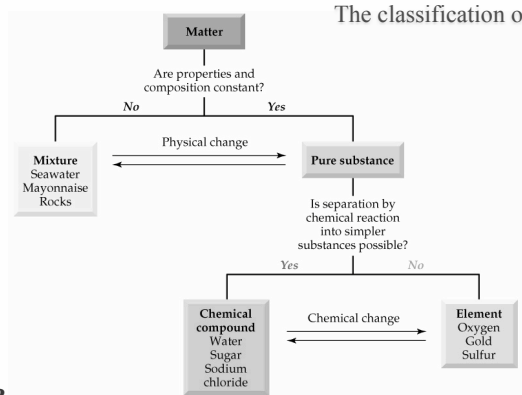 The classification o
Matter
Are properties and
composition constant?
No
Yes
Physical change
Mixture
Seawater
Mayonnaise
Rocks
Pure substance
Is separation by
chemical reaction
into simpler
substances possible?
Yes
No
Chemical
compound
Water
Sugar
Sodium
chloride
Chemical change
Element
Oxygen
Gold
Sulfur